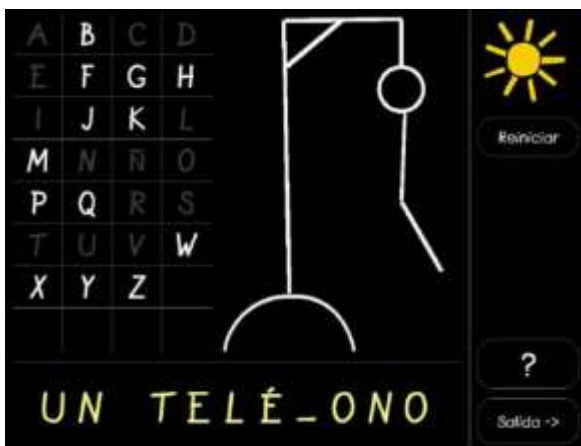 A B C D
E F G H
I J K L
M N Ñ O
P Q R S
T U V W
X Y Z
Reiniciar
?
UN TELÉ_ONO
Salida ->